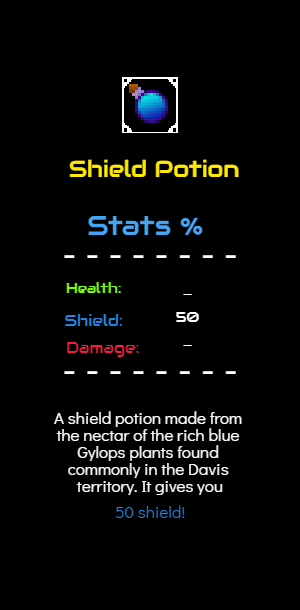 Shield Potion
Stats %
- - - - - - - -
Health: _
Shield: 50
Damage: _
- - - - - - - -
A shield potion made from
the nectar of the rich blue
Gylops plants found
commonly in the Davis
territory. It gives you
50 shield!